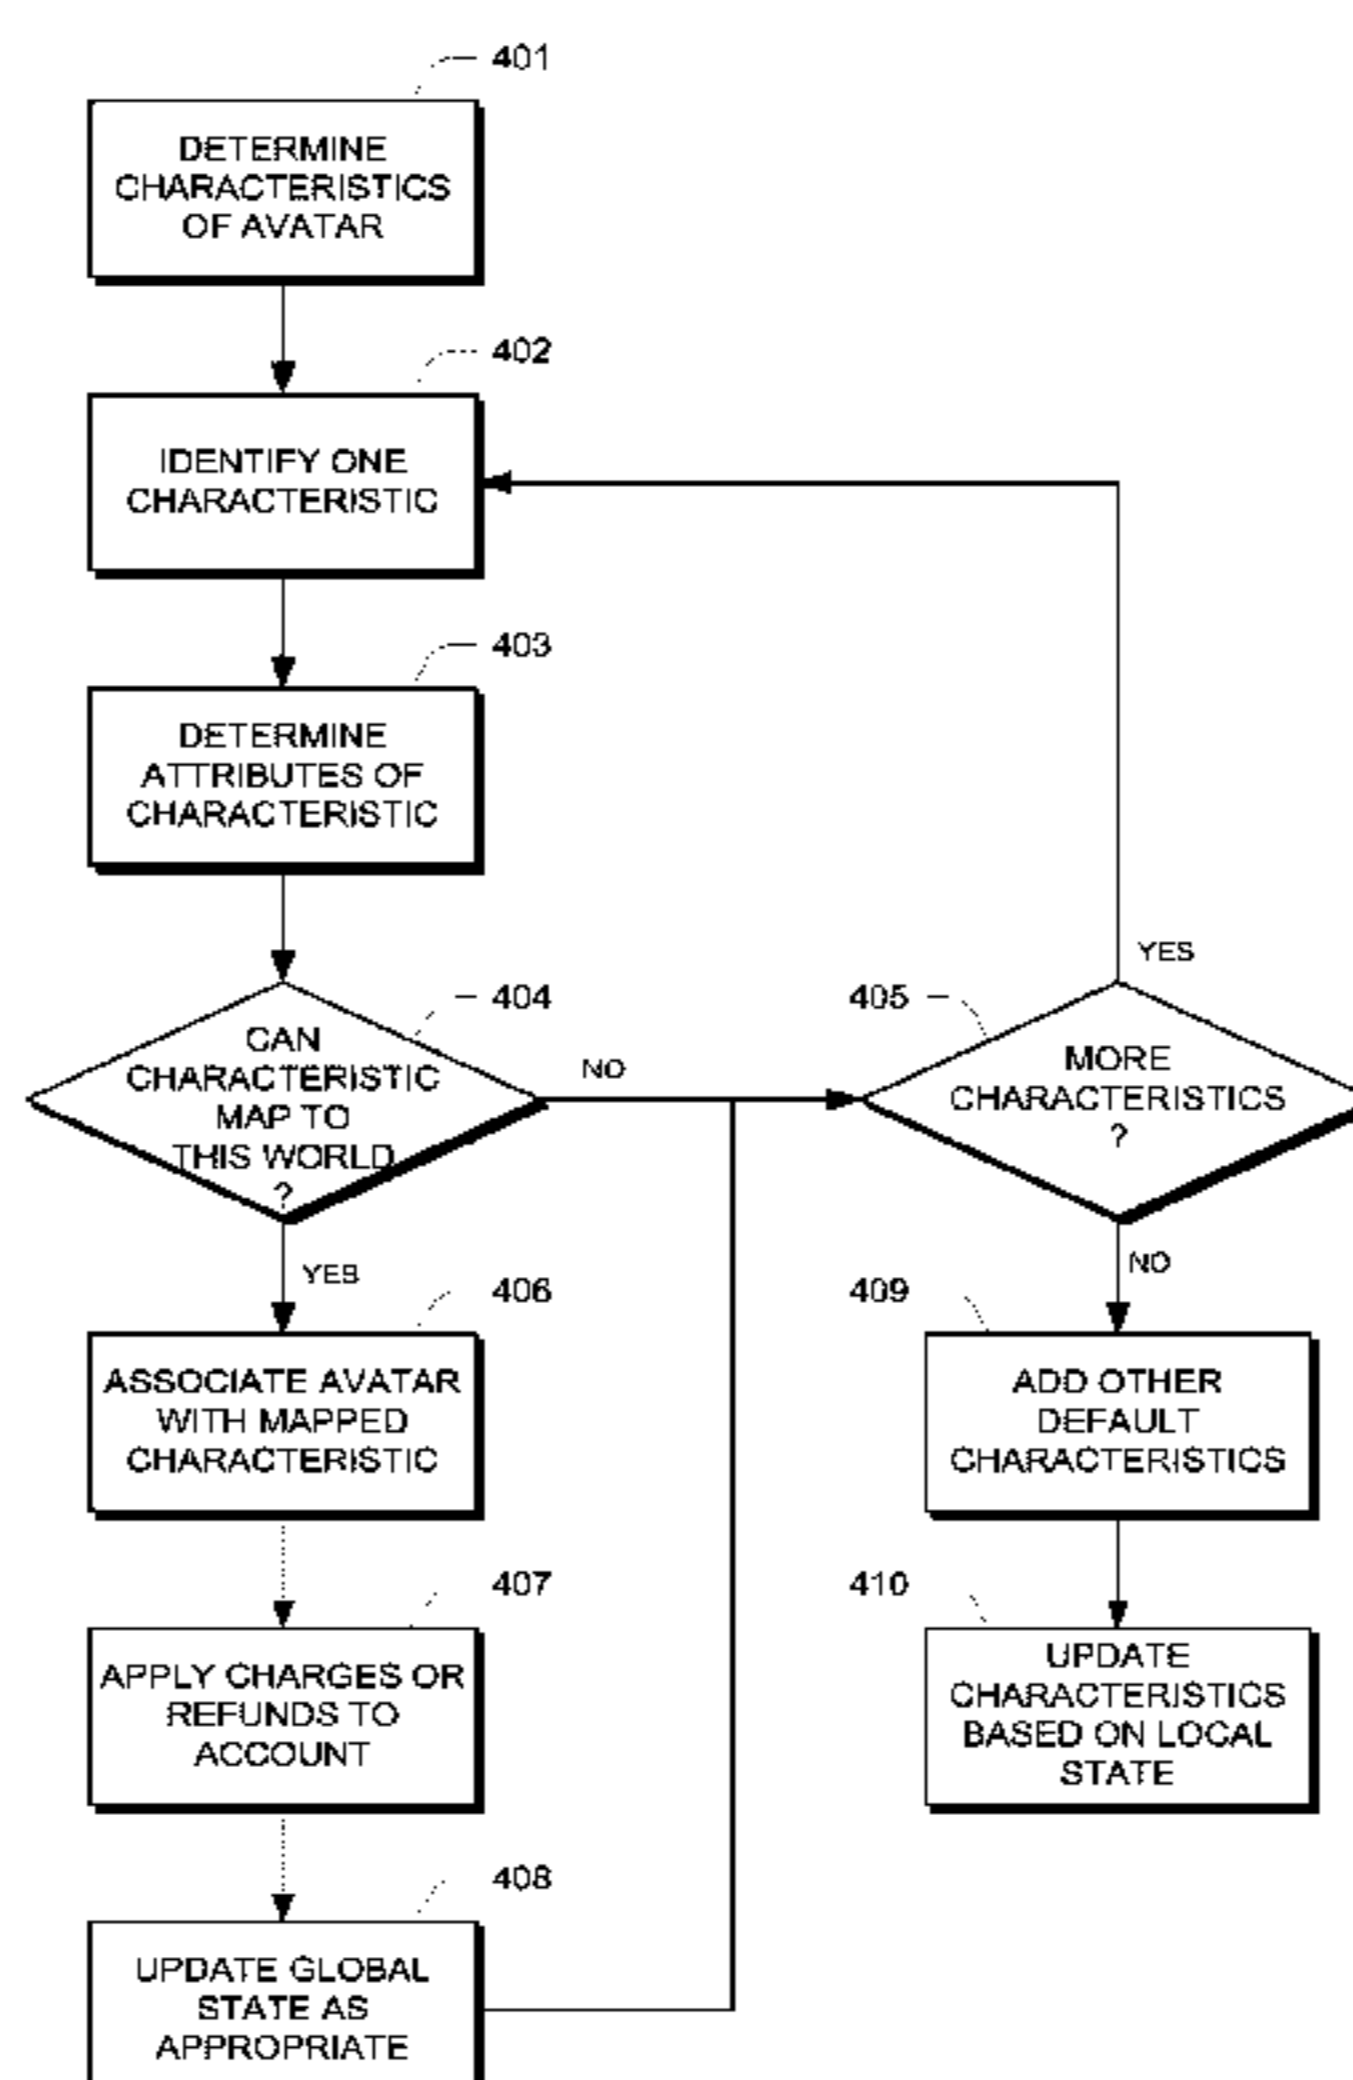 401
DETERMINE
CHARACTERISTICS
OF AVATAR
402
IDENTIFY ONE
CHARACTERISTIC
403
DETERMINE
ATTRIBUTES OF
CHARACTERISTIC
404
CAN
CHARACTERISTIC
MAP TO
THIS WORLD
?
NO
YES
405
MORE
CHARACTERISTICS
?
YES
NO
406
ASSOCIATE AVATAR
WITH MAPPED
CHARACTERISTIC
407
APPLY CHARGES OR
REFUNDS TO
ACCOUNT
408
UPDATE GLOBAL
STATE AS
APPROPRIATE
409
ADD OTHER
DEFAULT
CHARACTERISTICS
410
UPDATE
CHARACTERISTICS
BASED ON LOCAL
STATE